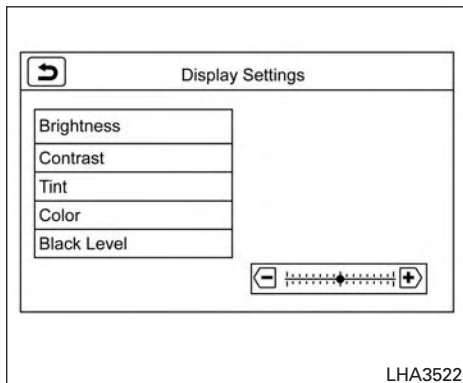 Display Settings
Brightness
Contrast
Tint
Color
Black Level
LHA3522